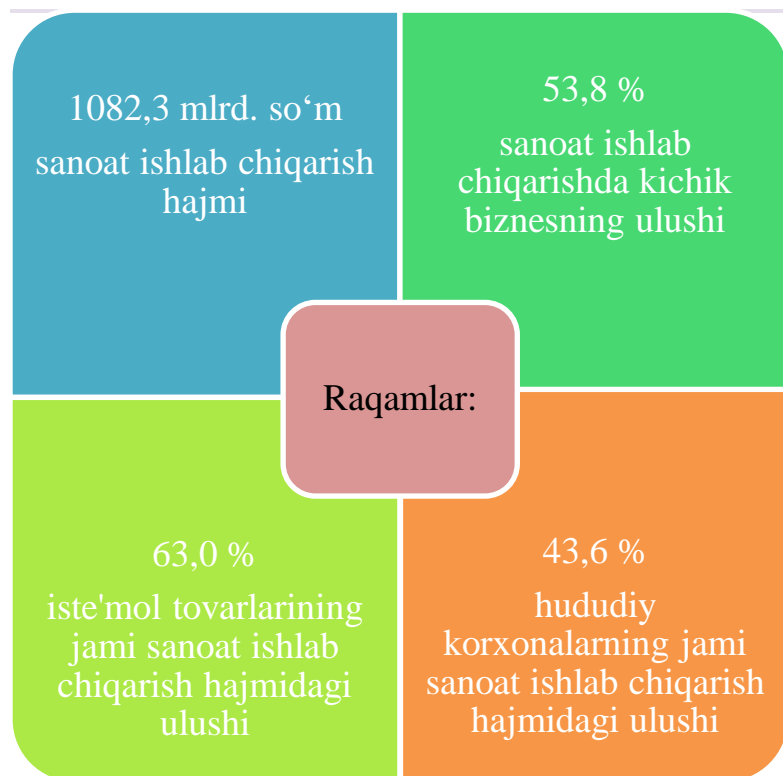 1082,3 mlrd. so‘m
sanoat ishlab chiqarish
hajmi
53,8 %
sanoat ishlab
chiqarishda kichik
biznesning ulushi
Raqamlar:
63,0 %
iste'mol tovarlarining
jami sanoat ishlab
chiqarish hajmidagi
ulushi
43,6 %
hududiy
korxonalarning jami
sanoat ishlab chiqarish
hajmidagi ulushi